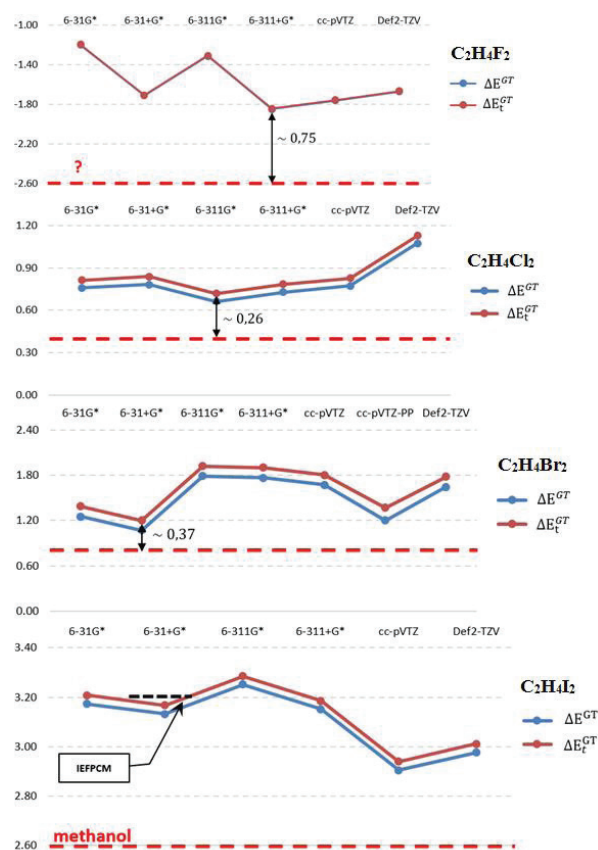 6-31G* 6-31+G* 6-311G* 6-311+G* cc-pVTZ Def2-TZV
-1.00
-1.40
-1.80
-2.20
-2.60
C₂H₄F₂
ΔE^GT
ΔE_t^GT
~ 0,75
?
6-31G* 6-31+G* 6-311G* 6-311+G* cc-pVTZ Def2-TZV
1.20
0.90
0.60
0.30
0.00
C₂H₄Cl₂
ΔE^GT
ΔE_t^GT
~ 0,26
6-31G* 6-31+G* 6-311G* 6-311+G* cc-pVTZ cc-pVTZ-PP Def2-TZV
2.40
1.80
1.20
0.60
0.00
C₂H₄Br₂
ΔE^GT
ΔE_t^GT
~ 0,37
6-31G* 6-31+G* 6-311G* 6-311+G* cc-pVTZ Def2-TZV
3.40
3.20
3.00
2.80
2.60
C₂H₄I₂
ΔE^GT
ΔE_t^GT
IEFPCM
methanol